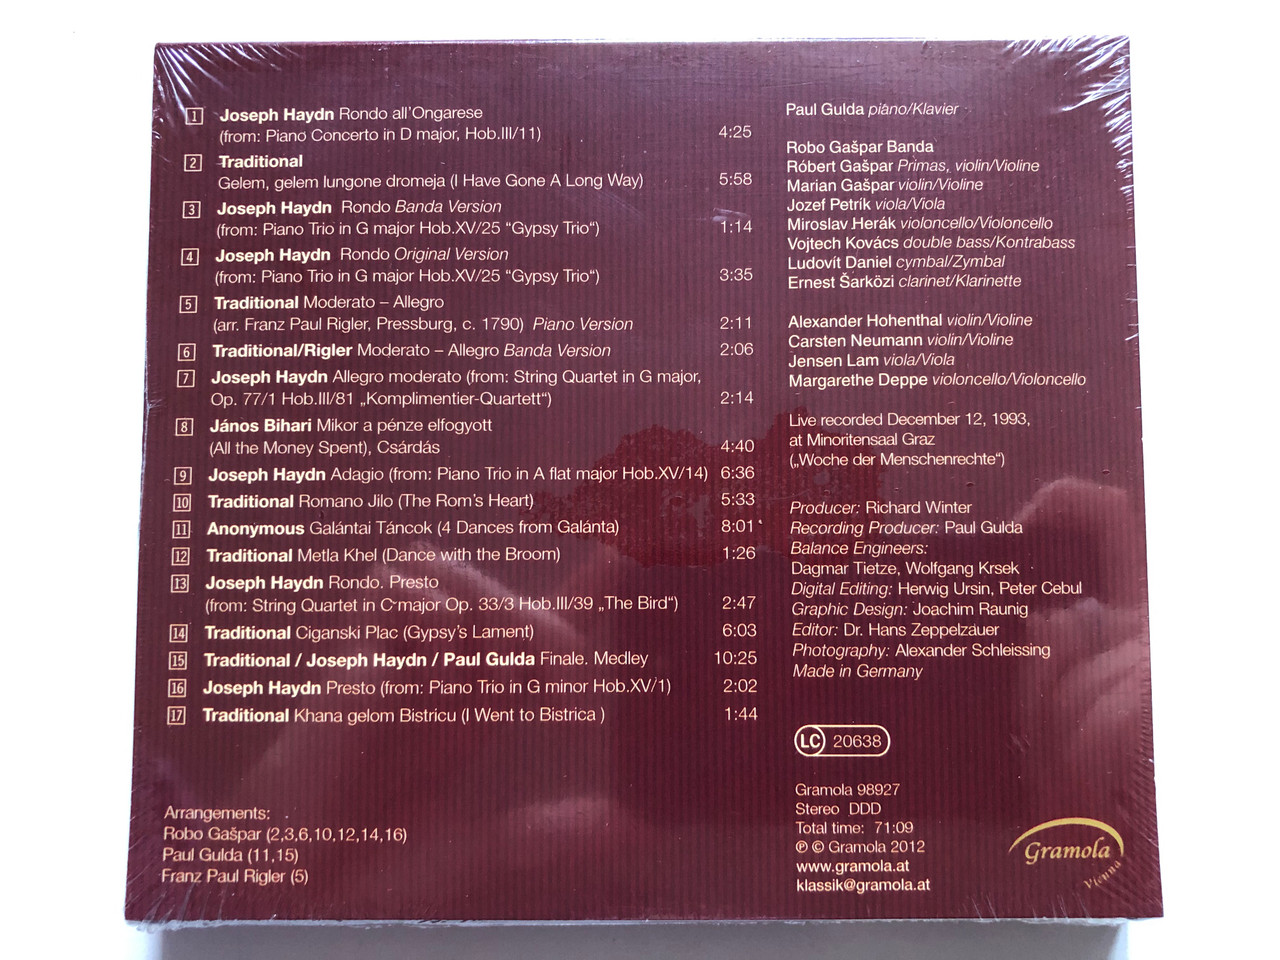 1 Joseph Haydn Rondo all'Ongarese
(from: Piano Concerto in D major, Hob.III/11) 4:25
2 Traditional
Gelem, gelem lungone dromeja (I Have Gone A Long Way) 5:58
3 Joseph Haydn Rondo Banda Version
(from: Piano Trio in G major Hob.XV/25 “Gypsy Trio“) 1:14
4 Joseph Haydn Rondo Original Version
(from: Piano Trio in G major Hob.XV/25 “Gypsy Trio“) 3:35
5 Traditional Moderato – Allegro
(arr. Franz Paul Rigler, Pressburg, c. 1790) Piano Version 2:11
6 Traditional/Rigler Moderato – Allegro Banda Version 2:06
7 Joseph Haydn Allegro moderato (from: String Quartet in G major,
Op. 77/1 Hob.III/81 „Komplimentier-Quartett“) 2:14
8 János Bihari Mikor a pénze elfogyott
(All the Money Spent), Csárdás 4:40
9 Joseph Haydn Adagio (from: Piano Trio in A flat major Hob.XV/14) 6:36
10 Traditional Romano Jilo (The Rom's Heart) 5:33
11 Anonymous Galántai Táncok (4 Dances from Galánta) 8:01
12 Traditional Metla Khel (Dance with the Broom) 1:26
13 Joseph Haydn Rondo. Presto
(from: String Quartet in C major Op. 33/3 Hob.III/39 „The Bird“) 2:47
14 Traditional Ciganski Plac (Gypsy's Lament) 6:03
15 Traditional / Joseph Haydn / Paul Gulda Finale. Medley 10:25
16 Joseph Haydn Presto (from: Piano Trio in G minor Hob.XV/1) 2:02
17 Traditional Khana gelom Bistricu (I Went to Bistrica ) 1:44
Arrangements:
Robo Gašpar (2,3,6,10,12,14,16)
Paul Gulda (11,15)
Franz Paul Rigler (5)
Paul Gulda piano/Klavier
Robo Gašpar Banda
Róbert Gašpar Primas, violin/Violine
Marian Gašpar violin/Violine
Jozef Petrík viola/Viola
Miroslav Herák violoncello/Violoncello
Vojtech Kovács double bass/Kontrabass
Ludovít Daniel cymbal/Zymbal
Ernest Šarközi clarinet/Klarinette
Alexander Hohenthal violin/Violine
Carsten Neumann violin/Violine
Jensen Lam viola/Viola
Margarethe Deppe violoncello/Violoncello
Live recorded December 12, 1993,
at Minoritensaal Graz
(„Woche der Menschenrechte“)
Producer: Richard Winter
Recording Producer: Paul Gulda
Balance Engineers:
Dagmar Tietze, Wolfgang Krsek
Digital Editing: Herwig Ursin, Peter Cebul
Graphic Design: Joachim Raunig
Editor: Dr. Hans Zeppelzauer
Photography: Alexander Schleissing
Made in Germany
LC 20638
Gramola 98927
Stereo DDD
Total time: 71:09
℗ © Gramola 2012
www.gramola.at
klassik@gramola.at
Gramola
Vienna